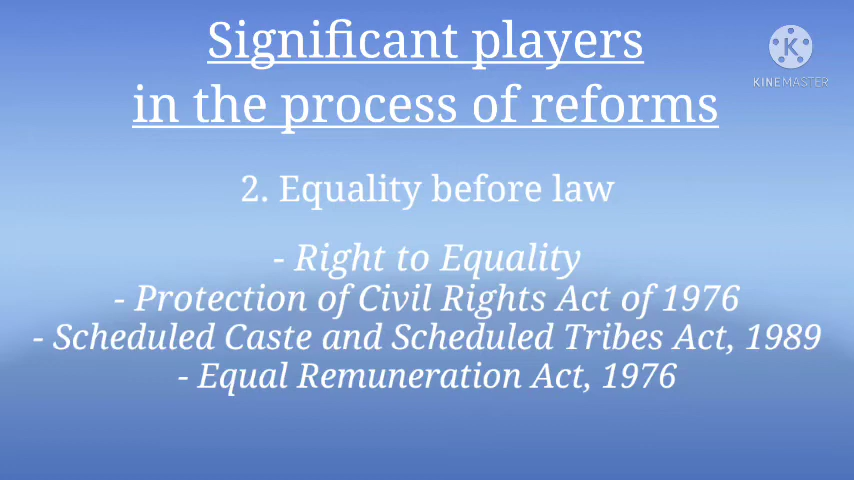 Significant players
in the process of reforms
K
KINEMASTER
2. Equality before law
- Right to Equality
- Protection of Civil Rights Act of 1976
- Scheduled Caste and Scheduled Tribes Act, 1989
- Equal Remuneration Act, 1976